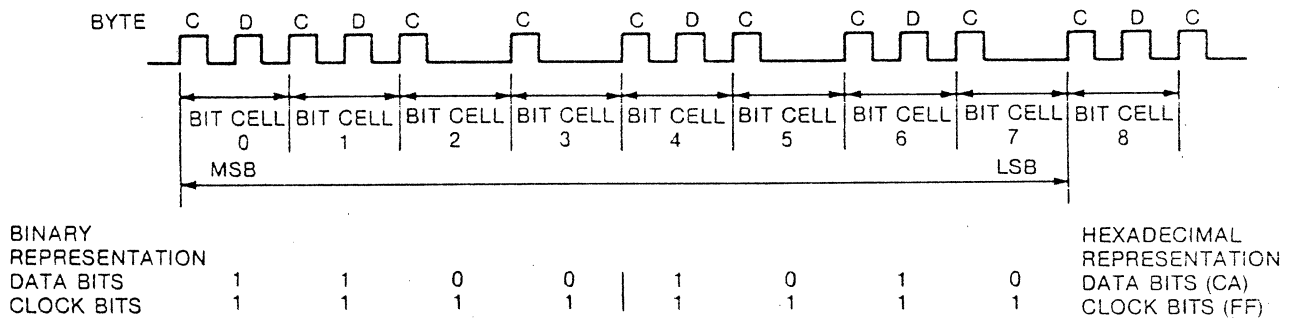 BYTE C D C D C C C D C C D C C D C
BIT CELL BIT CELL BIT CELL BIT CELL BIT CELL BIT CELL BIT CELL BIT CELL BIT CELL
0 1 2 3 4 5 6 7 8
MSB LSB
BINARY HEXADECIMAL
REPRESENTATION REPRESENTATION
DATA BITS 1 1 0 0 1 0 1 0 DATA BITS (CA)
CLOCK BITS 1 1 1 1 1 1 1 1 CLOCK BITS (FF)